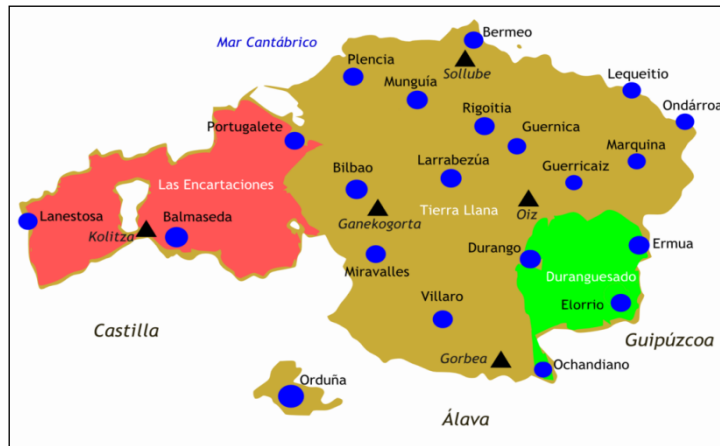 Mar Cantábrico
Bermeo
Plencia
Sollube
Munguía
Lequeitio
Rigoitia
Ondárroa
Portugalete
Guernica
Marquina
Larrabezúa
Bilbao
Guerricaiz
Las Encartaciones
Lanestosa
Balmaseda
Ganekogorta
Tierra Llana
Oiz
Kolitza
Durango
Ermua
Miravalles
Duranguesado
Villaro
Elorrio
Castilla
Guipúzcoa
Gorbea
Ochandiano
Orduña
Álava